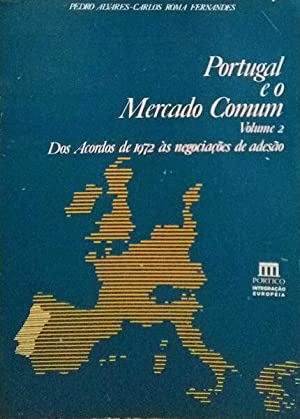 PEDRO ALVARES-CARLOS ROMA FERNANDES
Portugal
e o
Mercado Comum
Volume 2
Dos Acordos de 1972 às negociações de adesão
PÓRTICO
INTEGRAÇÃO
EUROPEIA